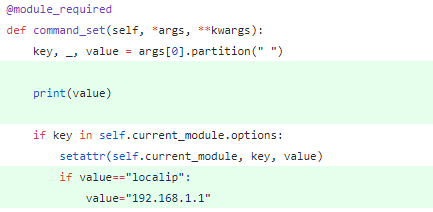 @module_required
def command_set(self, *args, **kwargs):
key, _, value = args[0].partition(" ")
print(value)
if key in self.current_module.options:
setattr(self.current_module, key, value)
if value=="localip":
value="192.168.1.1"